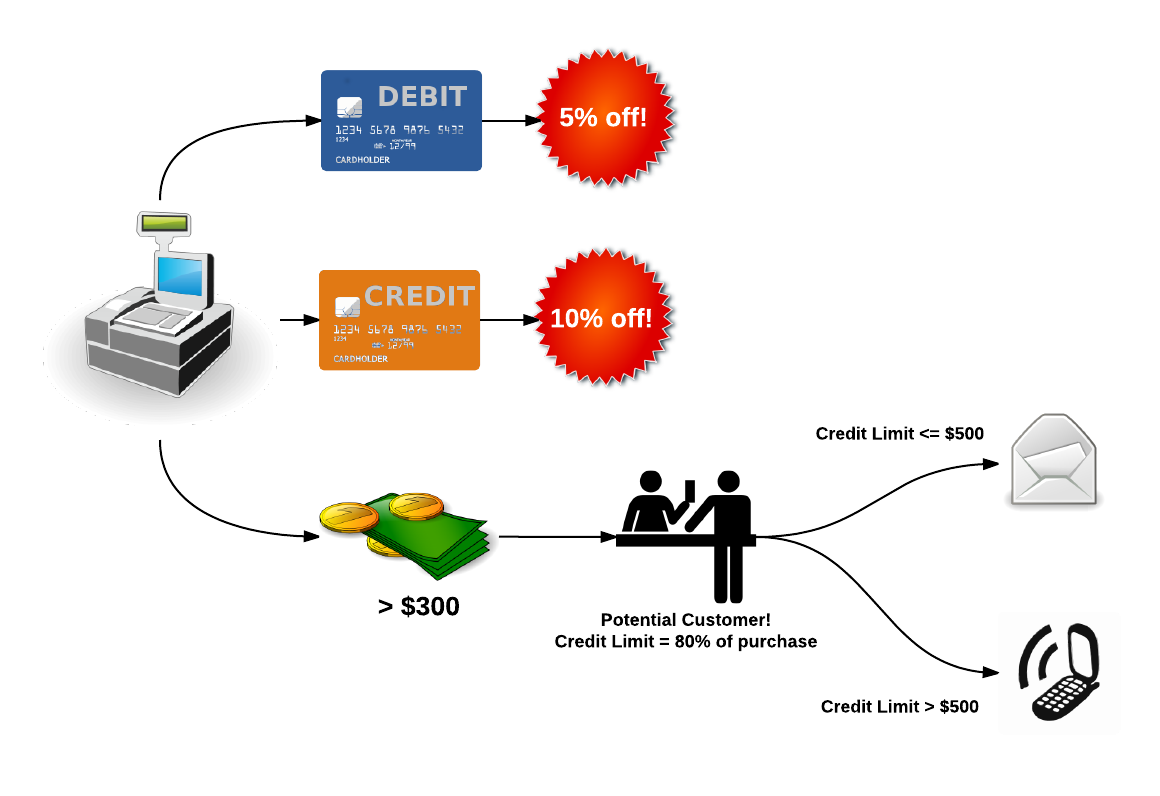 DEBIT
1234 5678 9876 5432
1234
12/99
CARDHOLDER
5% off!
CREDIT
1234 5678 9876 5432
1234
12/99
CARDHOLDER
10% off!
Credit Limit <= $500
> $300
Potential Customer!
Credit Limit = 80% of purchase
Credit Limit > $500